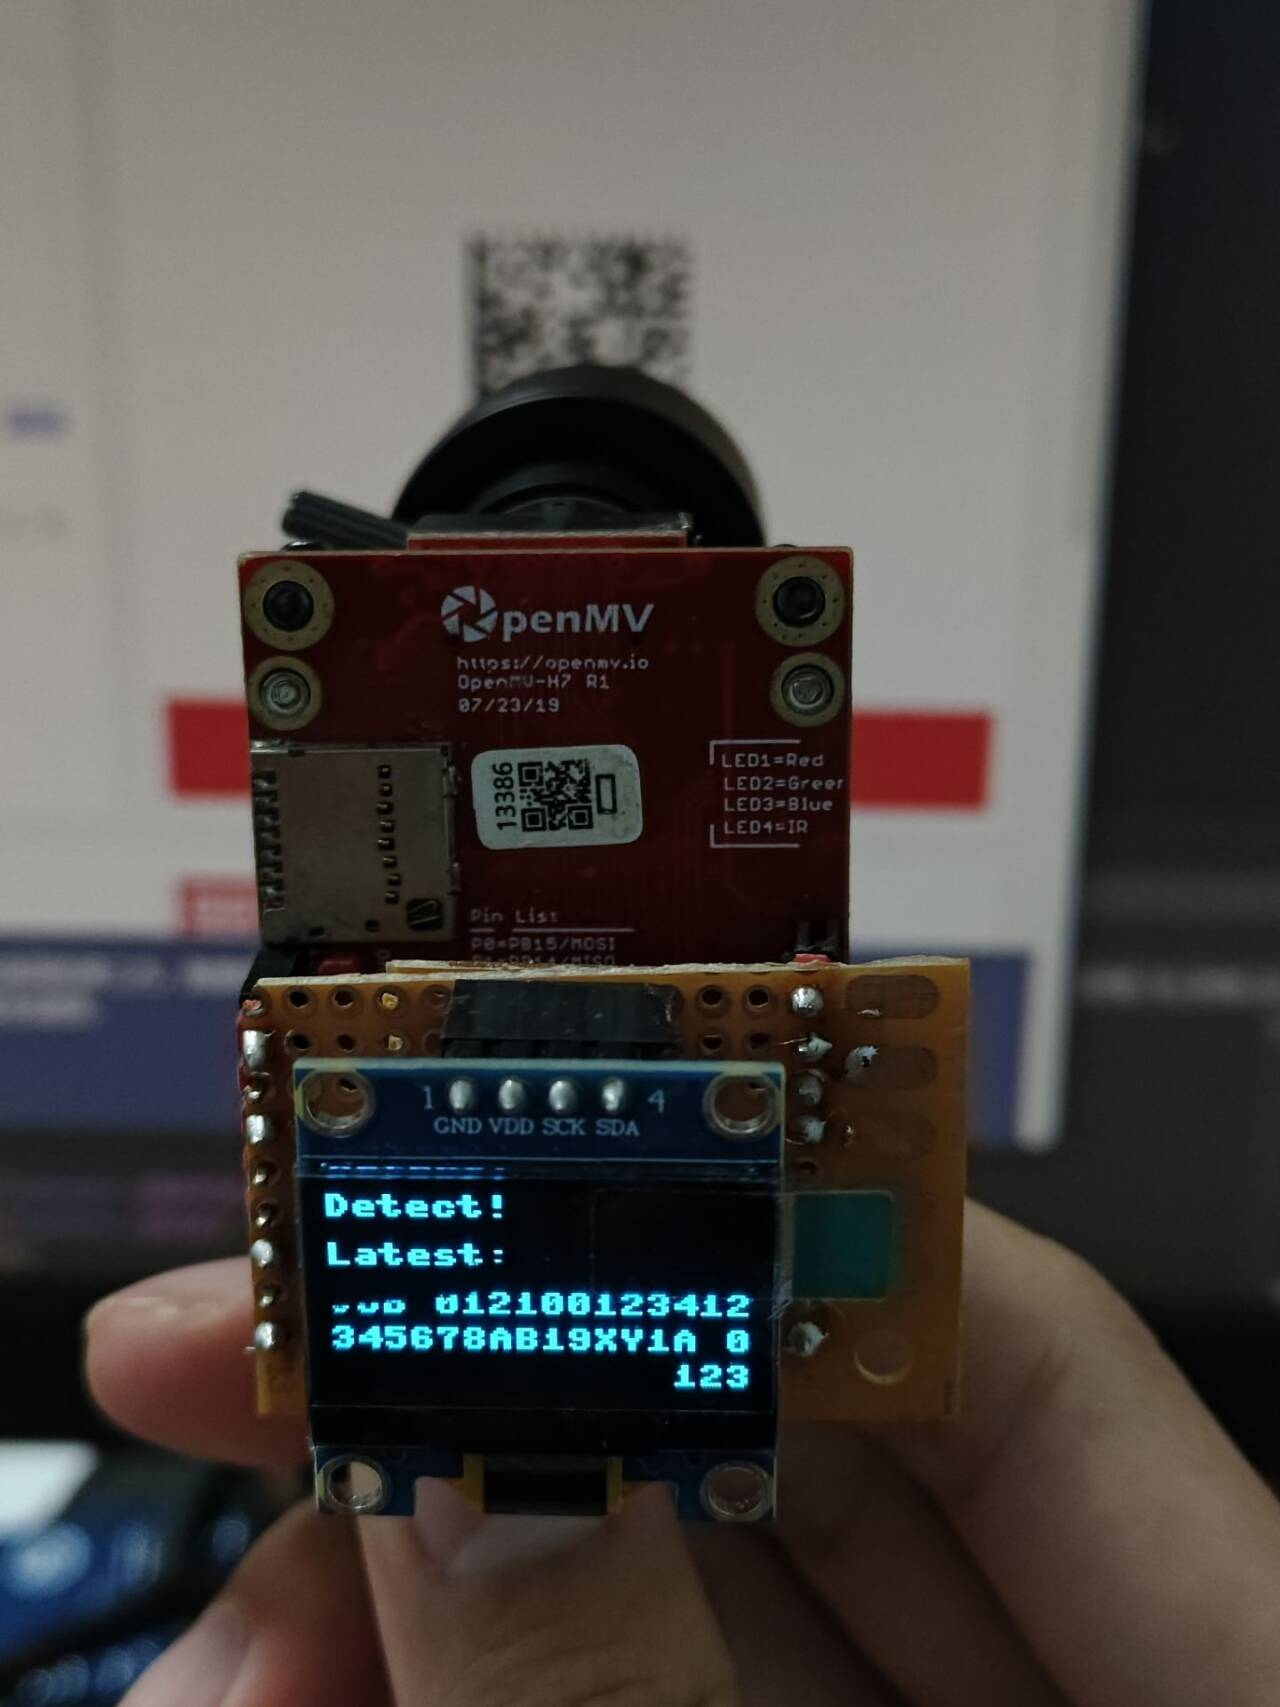 OpenMV
https://openmv.io
OpenMV-H7 R1
07/23/19
13386
LED1=Red
LED2=Green
LED3=Blue
LED4=IR
Pin List
P0=PB15/MOSI
1 4
GND VDD SCK SDA
Detect!
Latest:
012100123412
345678AB19XY1A 0
123